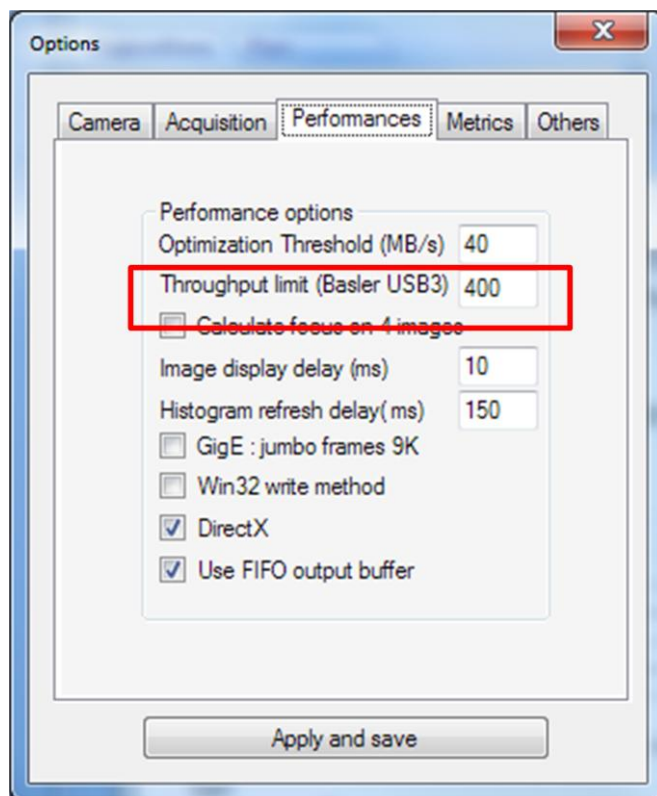 Options
Camera Acquisition Performances Metrics Others
Performance options
Optimization Threshold (MB/s) 40
Throughput limit (Basler USB3) 400
Calculate focus on 4 images
Image display delay (ms) 10
Histogram refresh delay( ms) 150
GigE : jumbo frames 9K
Win32 write method
DirectX
Use FIFO output buffer
Apply and save